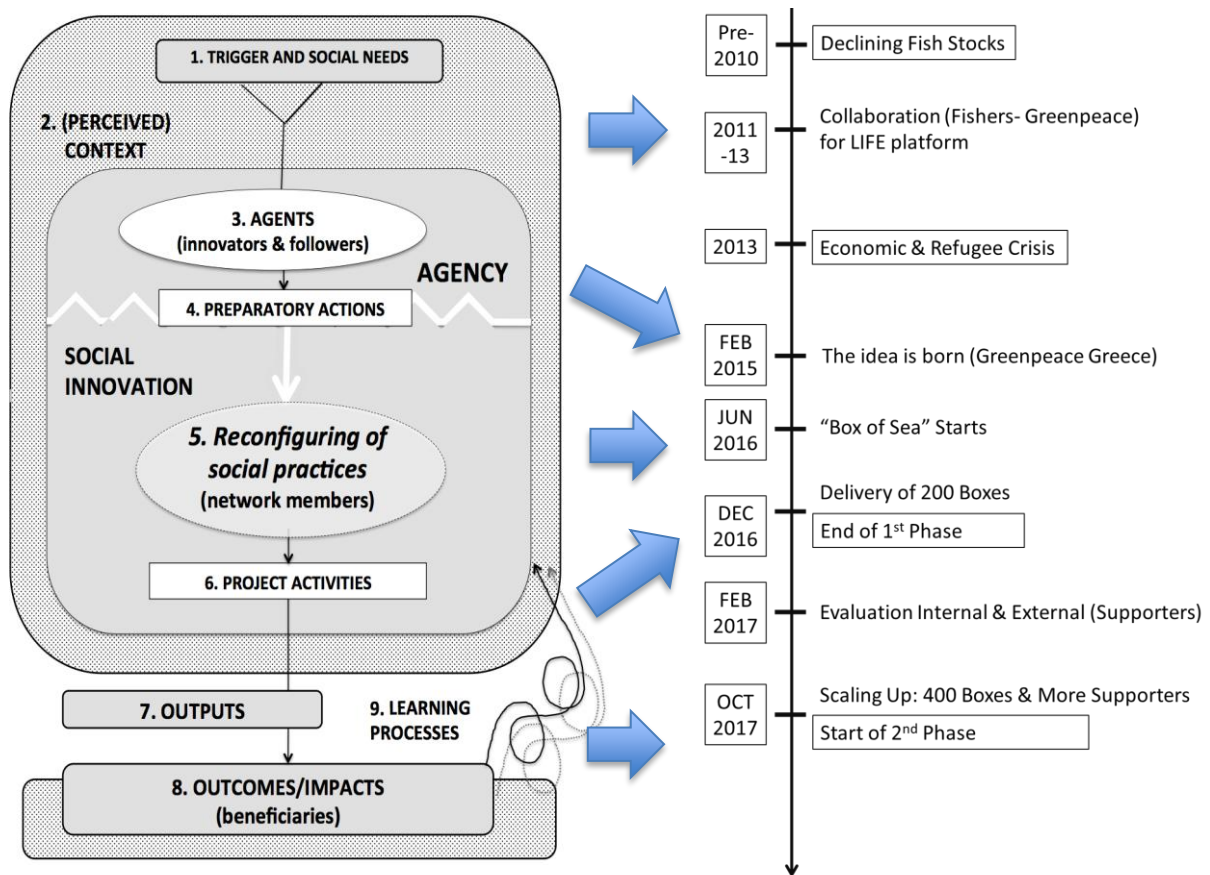 1. TRIGGER AND SOCIAL NEEDS
2. (PERCEIVED)
CONTEXT
3. AGENTS
(innovators & followers)
AGENCY
4. PREPARATORY ACTIONS
SOCIAL
INNOVATION
5. Reconfiguring of
social practices
(network members)
6. PROJECT ACTIVITIES
7. OUTPUTS
9. LEARNING
PROCESSES
8. OUTCOMES/IMPACTS
(beneficiaries)
Pre-
2010
Declining Fish Stocks
2011
-13
Collaboration (Fishers- Greenpeace)
for LIFE platform
2013
Economic & Refugee Crisis
FEB
2015
The idea is born (Greenpeace Greece)
JUN
2016
“Box of Sea” Starts
DEC
2016
Delivery of 200 Boxes
End of 1st Phase
FEB
2017
Evaluation Internal & External (Supporters)
OCT
2017
Scaling Up: 400 Boxes & More Supporters
Start of 2nd Phase